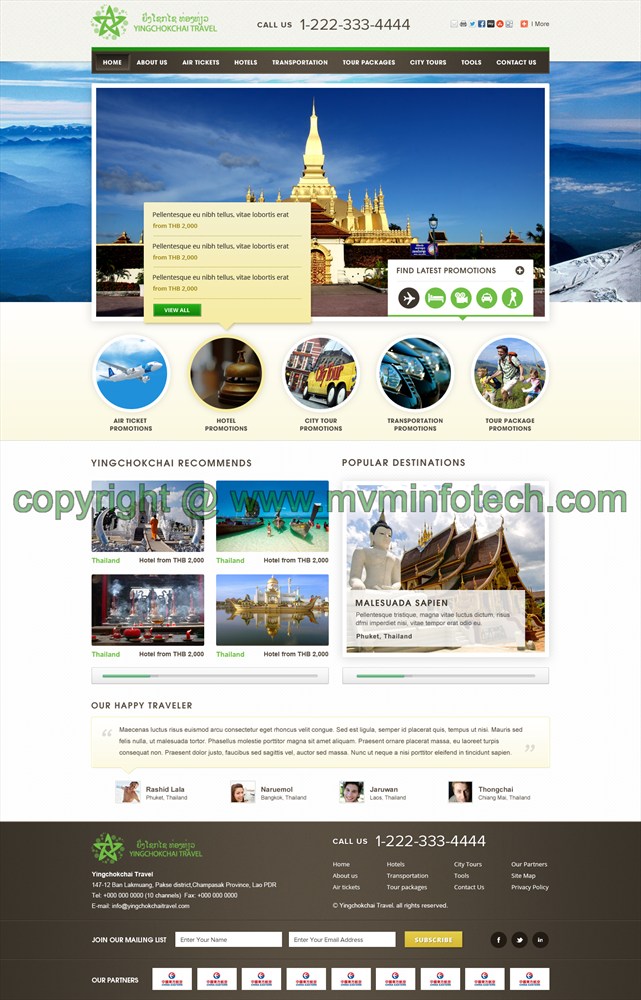 ຍິ່ງໂຊກໄຊ ທ່ອງທ່ຽວ
YINGCHOKCHAI TRAVEL
CALL US 1-222-333-4444
| More
HOME ABOUT US AIR TICKETS HOTELS TRANSPORTATION TOUR PACKAGES CITY TOURS TOOLS CONTACT US
Pellentesque eu nibh tellus, vitae lobortis erat
from THB 2,000
Pellentesque eu nibh tellus, vitae lobortis erat
from THB 2,000
Pellentesque eu nibh tellus, vitae lobortis erat
from THB 2,000
VIEW ALL
FIND LATEST PROMOTIONS
AIR TICKET
PROMOTIONS
HOTEL
PROMOTIONS
CITY TOUR
PROMOTIONS
TRANSPORTATION
PROMOTIONS
TOUR PACKAGE
PROMOTIONS
YINGCHOKCHAI RECOMMENDS
POPULAR DESTINATIONS
copyright @ www.mvminfotech.com
Thailand Hotel from THB 2,000
Thailand Hotel from THB 2,000
Thailand Hotel from THB 2,000
Thailand Hotel from THB 2,000
MALESUADA SAPIEN
Pellentesque tristique, magna vitae luctus dictum, risus
dfmi imperdiet nisi, vitae tempor erat odio eu.
Phuket, Thailand
OUR HAPPY TRAVELER
“ Maecenas luctus risus euismod arcu consectetur eget rhoncus velit congue. Sed est ligula, semper id placerat quis, tempus ut nisi. Mauris sed
felis nulla, ut malesuada tortor. Phasellus molestie porttitor magna sit amet aliquam. Praesent ornare placerat massa, eu laoreet turpis
consequat non. Praesent dolor justo, faucibus sed sagittis vel, auctor sed massa. Nunc ut neque a nisi porttitor eleifend in tincidunt sapien. ”
Rashid Lala
Phuket, Thailand
Naruemol
Bangkok, Thailand
Jaruwan
Laos, Thailand
Thongchai
Chiang Mai, Thailand
ຍິ່ງໂຊກໄຊ ທ່ອງທ່ຽວ
YINGCHOKCHAI TRAVEL
Yingchokchai Travel
147-12 Ban Lakmuang, Pakse district,Champasak Province, Lao PDR
Tel: +000 000 0000 (10 channels) Fax: +000 000 0000
E-mail: info@yingchokchaitravel.com
CALL US 1-222-333-4444
Home Hotels City Tours Our Partners
About us Transportation Tools Site Map
Air tickets Tour packages Contact Us Privacy Policy
© Yingchokchai Travel. all rights reserved.
JOIN OUR MAILING LIST Enter Your Name Enter Your Email Address SUBSCRIBE
OUR PARTNERS